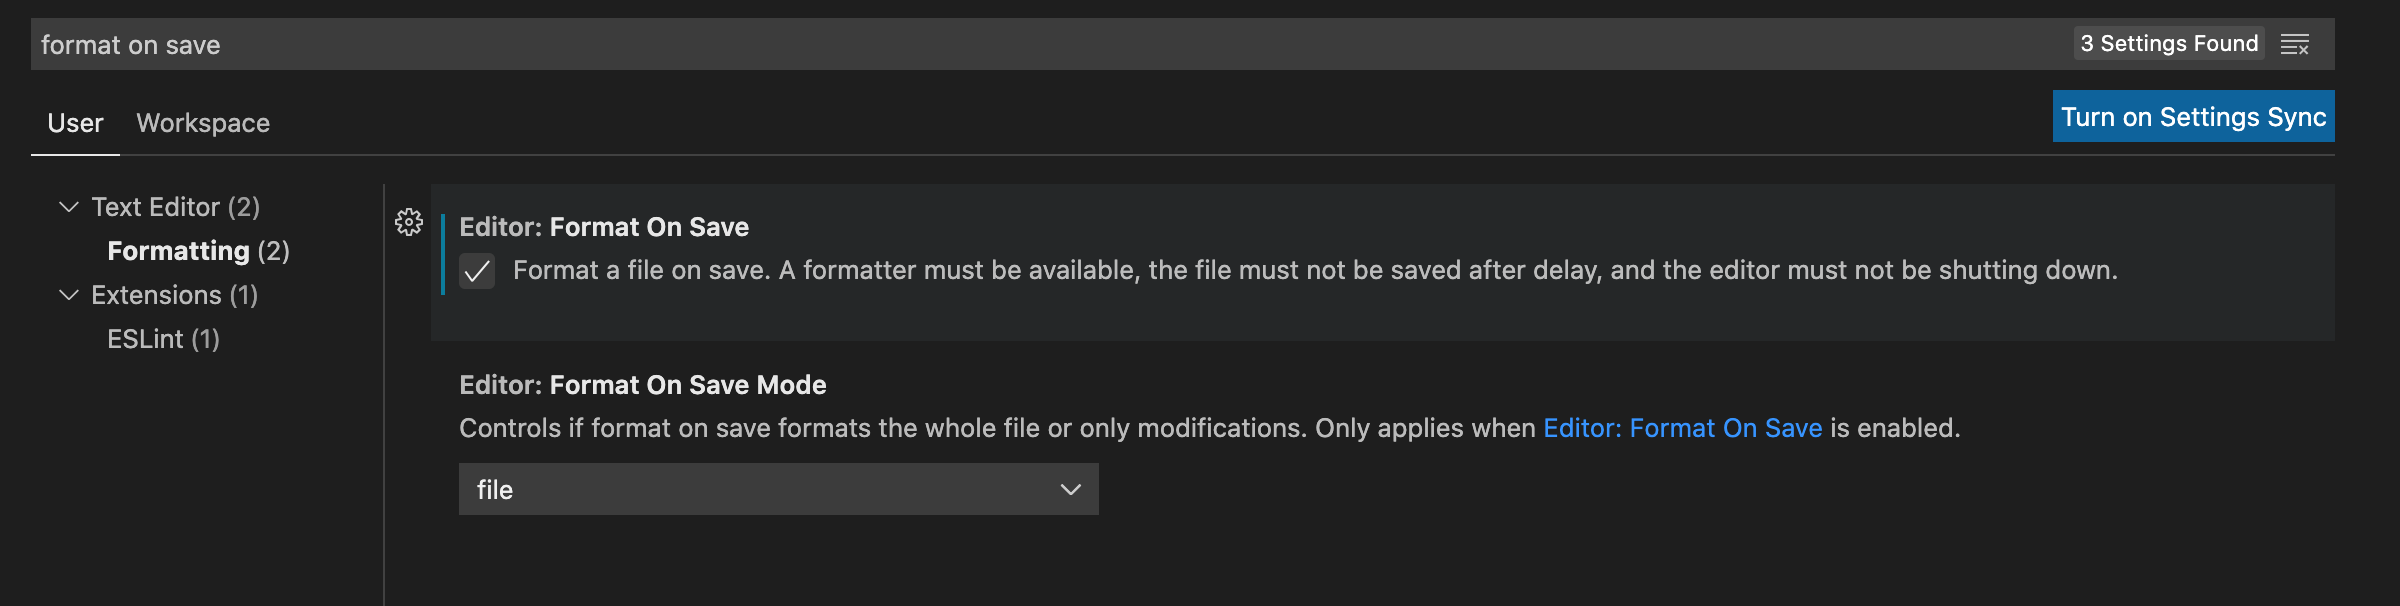 format on save
3 Settings Found
User Workspace
Turn on Settings Sync
Text Editor (2)
Formatting (2)
Extensions (1)
ESLint (1)
Editor: Format On Save
Format a file on save. A formatter must be available, the file must not be saved after delay, and the editor must not be shutting down.
Editor: Format On Save Mode
Controls if format on save formats the whole file or only modifications. Only applies when Editor: Format On Save is enabled.
file